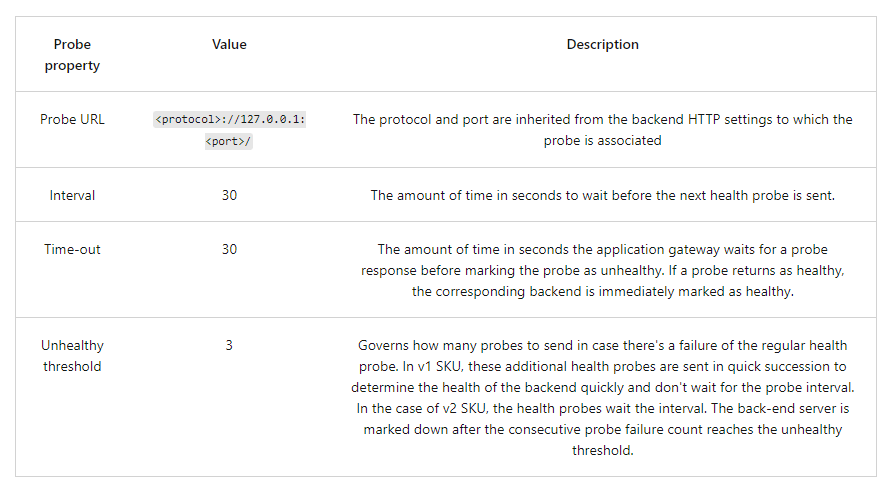 Probe property Value Description
Probe URL <protocol>://127.0.0.1:<port>/ The protocol and port are inherited from the backend HTTP settings to which the
probe is associated
Interval 30 The amount of time in seconds to wait before the next health probe is sent.
Time-out 30 The amount of time in seconds the application gateway waits for a probe
response before marking the probe as unhealthy. If a probe returns as healthy,
the corresponding backend is immediately marked as healthy.
Unhealthy threshold 3 Governs how many probes to send in case there's a failure of the regular health
probe. In v1 SKU, these additional health probes are sent in quick succession to
determine the health of the backend quickly and don't wait for the probe interval.
In the case of v2 SKU, the health probes wait the interval. The back-end server is
marked down after the consecutive probe failure count reaches the unhealthy
threshold.